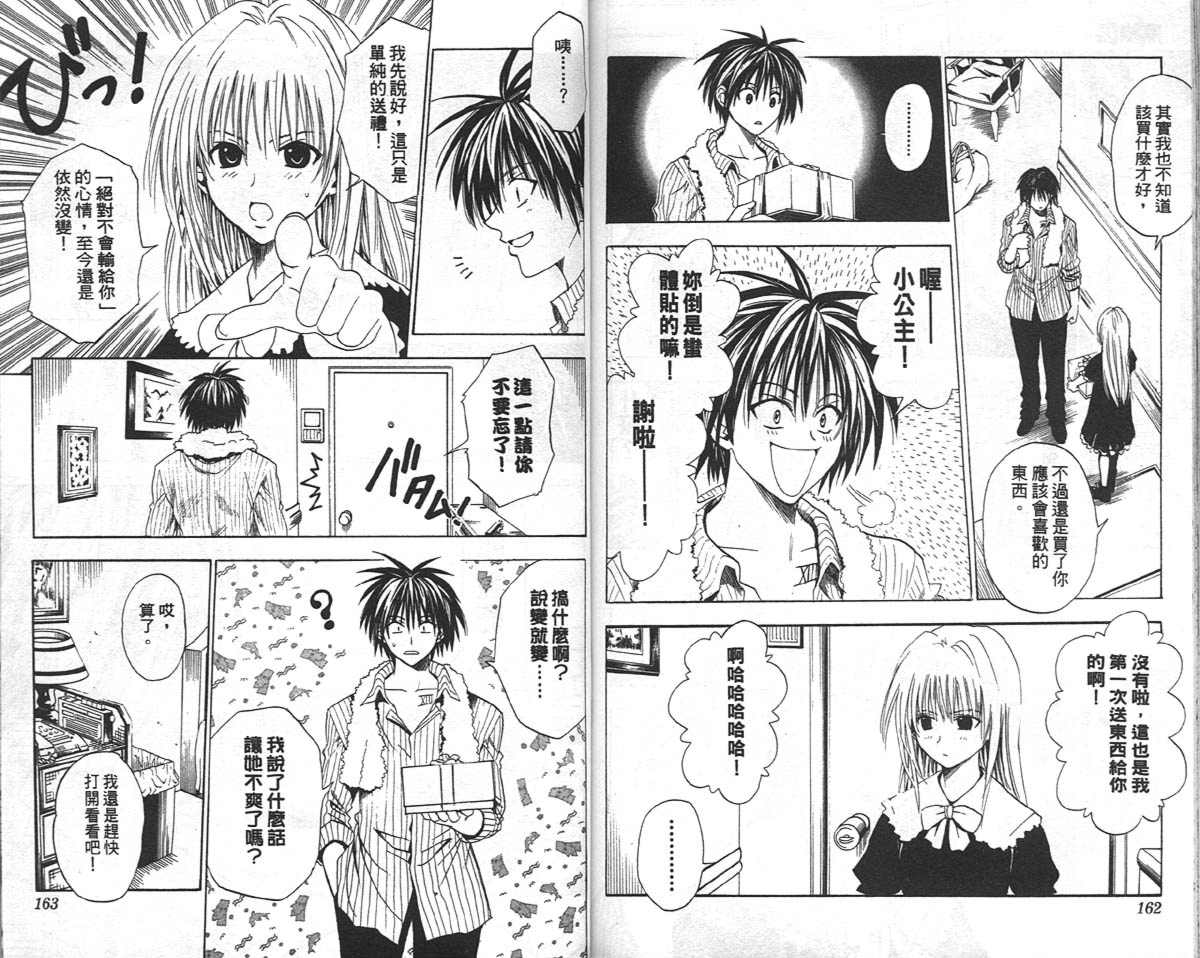 其實我也不知道
該買什麼才好，
不過還是買了你
應該會喜歡的
東西。
…………
喔——
小公主！
妳倒是蠻
體貼的嘛！
謝啦——！
沒有啦，這也是我
第一次送東西給你
的啊！
啊哈哈哈哈哈！
…………
162
咦……？
我先說好，這只是
單純的送禮！
びっ！
「絕對不會輸給你」
的心情，至今還是
依然沒變！
這一點請你
不要忘了！
バタム！
搞什麼啊？
說變就變……
？
我說了什麼話
讓她不爽了嗎？
哎，
算了。
我還是趕快
打開看看吧！
163